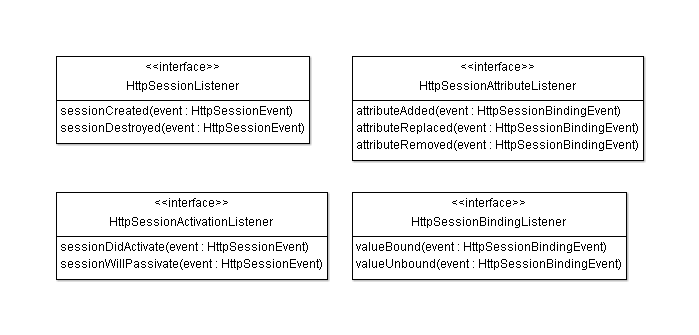 <<interface>>
HttpSessionListener
sessionCreated(event : HttpSessionEvent)
sessionDestroyed(event : HttpSessionEvent)
<<interface>>
HttpSessionAttributeListener
attributeAdded(event : HttpSessionBindingEvent)
attributeReplaced(event : HttpSessionBindingEvent)
attributeRemoved(event : HttpSessionBindingEvent)
<<interface>>
HttpSessionActivationListener
sessionDidActivate(event : HttpSessionEvent)
sessionWillPassivate(event : HttpSessionEvent)
<<interface>>
HttpSessionBindingListener
valueBound(event : HttpSessionBindingEvent)
valueUnbound(event : HttpSessionBindingEvent)